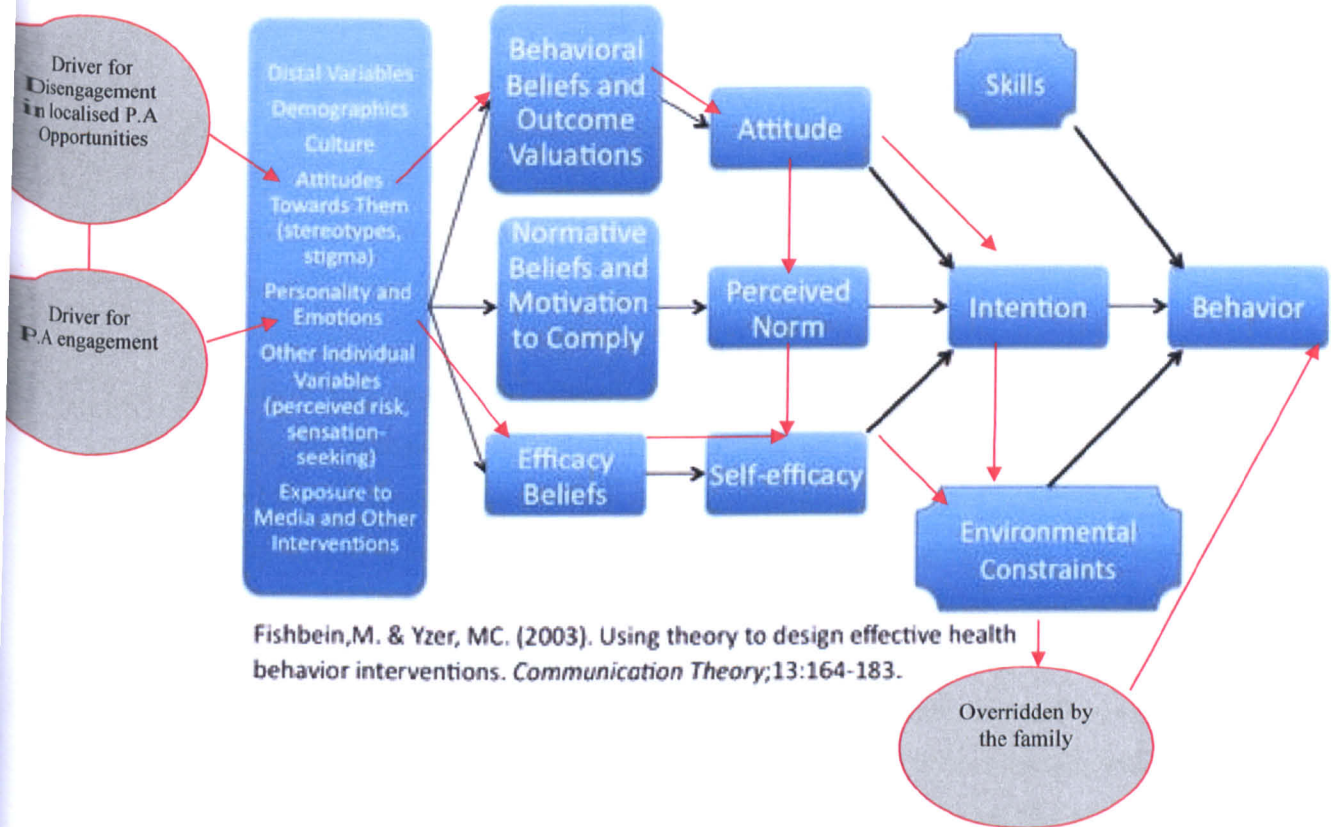 Driver for
Disengagement
in localised P.A
Opportunities
Driver for
P.A engagement
Distal Variables
Demographics
Culture
Attitudes
Towards Them
(stereotypes,
stigma)
Personality and
Emotions
Other Individual
Variables
(perceived risk,
sensation-
seeking)
Exposure to
Media and Other
Interventions
Behavioral
Beliefs and
Outcome
Valuations
Normative
Beliefs and
Motivation
to Comply
Efficacy
Beliefs
Attitude
Perceived
Norm
Self-efficacy
Skills
Intention
Behavior
Environmental
Constraints
Fishbein,M. & Yzer, MC. (2003). Using theory to design effective health
behavior interventions. Communication Theory;13:164-183.
Overridden by
the family